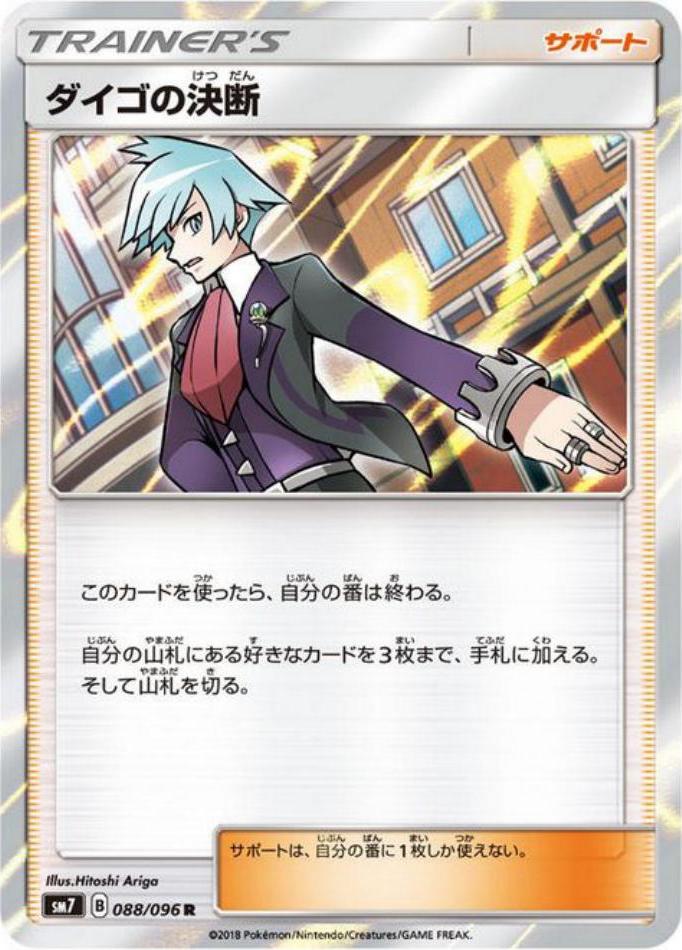 TRAINER'S
サポート
けつ だん
ダイゴの決断
つか じぶん ばん お
このカードを使ったら、自分の番は終わる。
じぶん やまふだ す まい てふだ くわ
自分の山札にある好きなカードを3枚まで、手札に加える。
やまふだ き
そして山札を切る。
じぶん ばん まい つか
サポートは、自分の番に1枚しか使えない。
Illus.Hitoshi Ariga
SM7 B 088/096 R
©2018 Pokémon/Nintendo/Creatures/GAME FREAK.